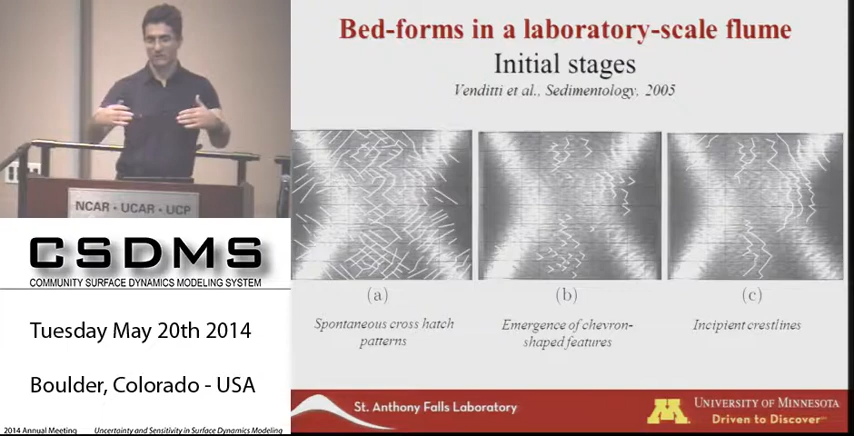 NCAR · UCAR · UCP
CSDMS
COMMUNITY SURFACE DYNAMICS MODELING SYSTEM
Tuesday May 20th 2014
Boulder, Colorado - USA
2014 Annual Meeting
Uncertainty and Sensitivity in Surface Dynamics Modeling
Bed-forms in a laboratory-scale flume
Initial stages
Venditti et al., Sedimentology, 2005
(a)
(b)
(c)
Spontaneous cross hatch
patterns
Emergence of chevron-
shaped features
Incipient crestlines
St. Anthony Falls Laboratory
M
UNIVERSITY OF MINNESOTA
Driven to Discover